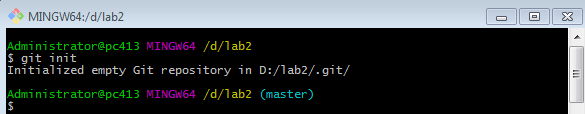 MINGW64:/d/lab2
Administrator@pc413 MINGW64 /d/lab2
$ git init
Initialized empty Git repository in D:/lab2/.git/
Administrator@pc413 MINGW64 /d/lab2 (master)
$